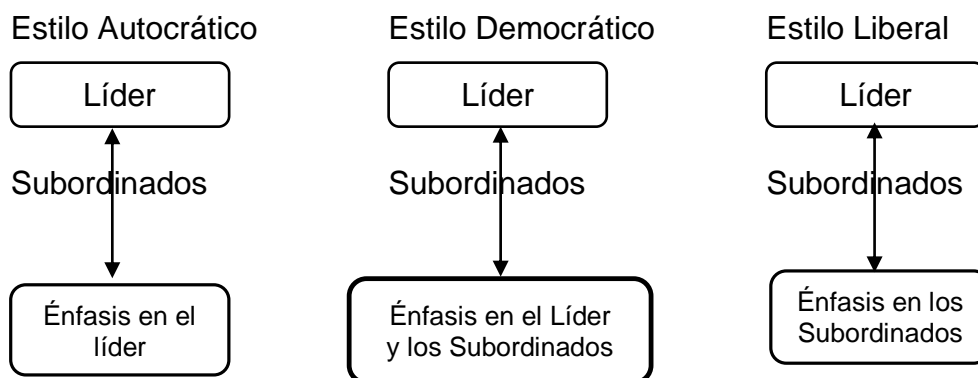 Estilo Autocrático
Estilo Democrático
Estilo Liberal
Líder
Líder
Líder
Subordinados
Subordinados
Subordinados
Énfasis en el
líder
Énfasis en el Líder
y los Subordinados
Énfasis en los
Subordinados